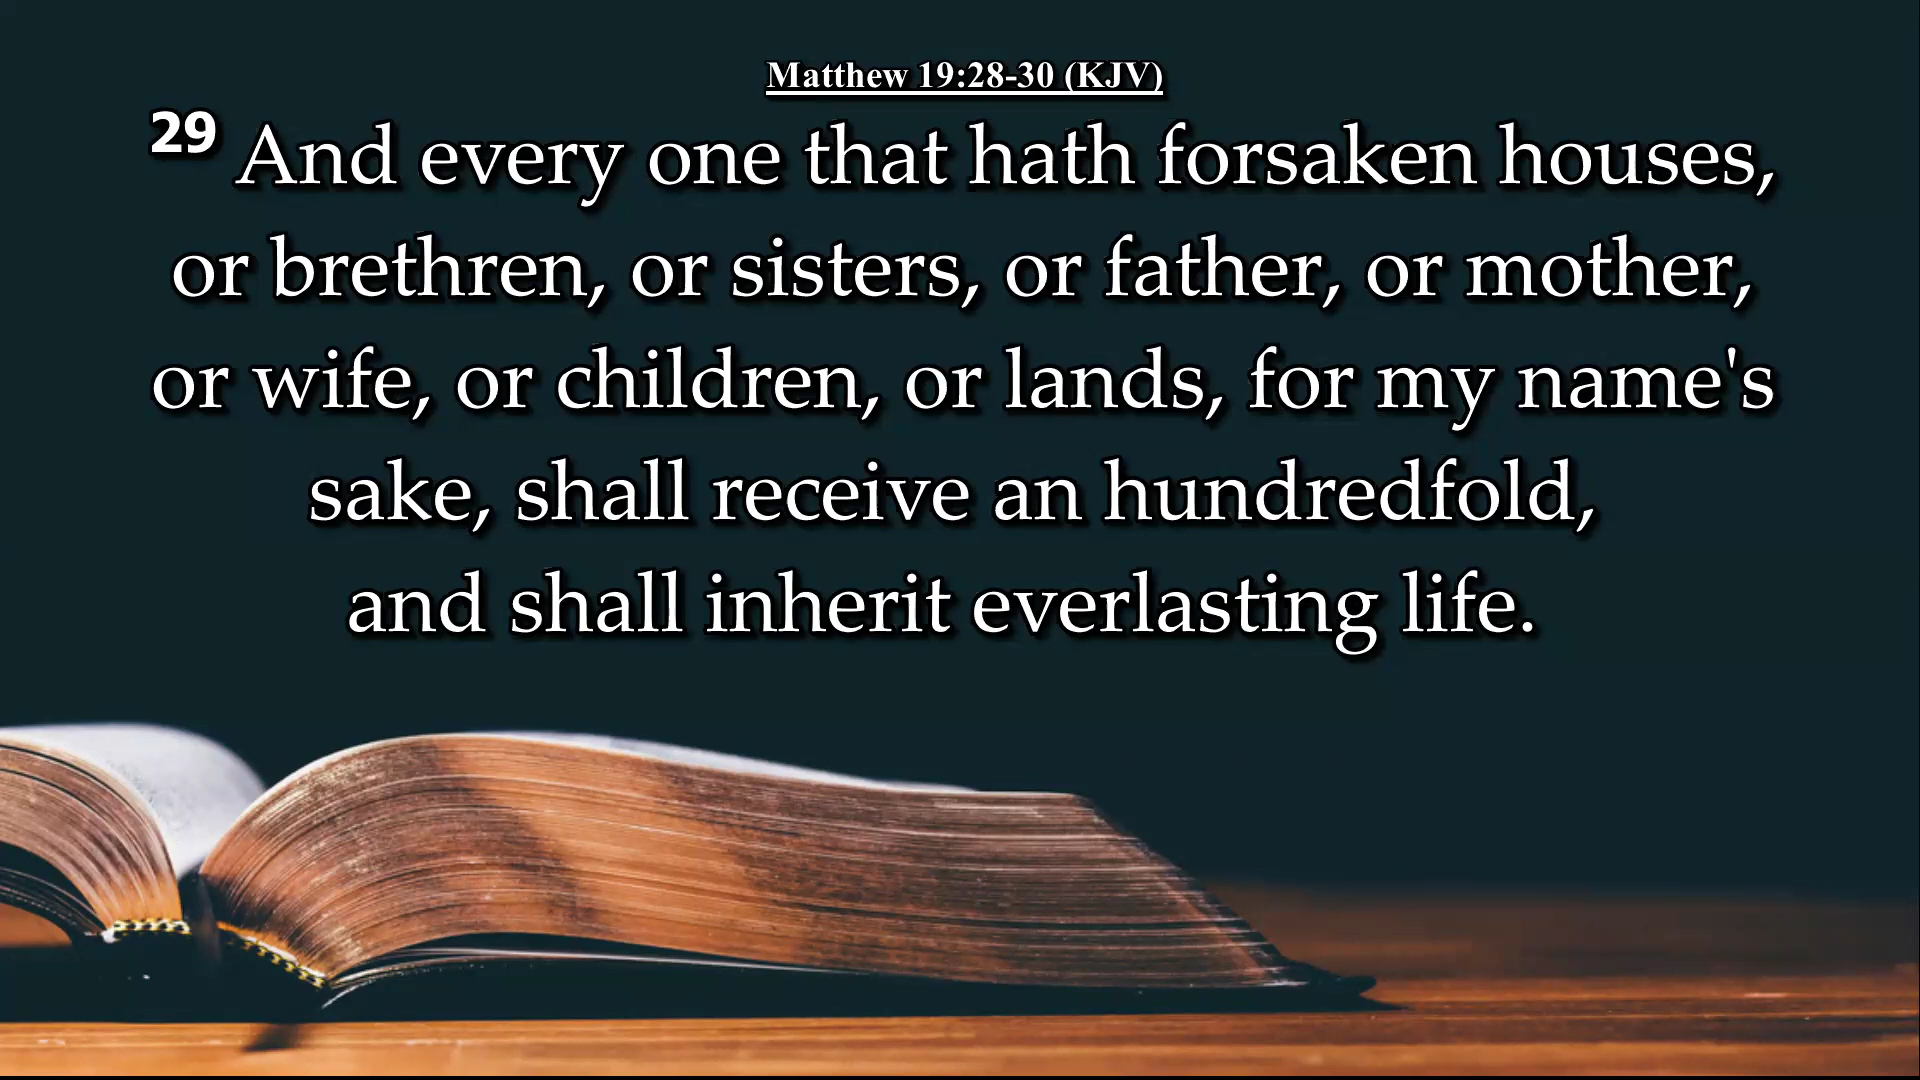 Matthew 19:28-30 (KJV)
29 And every one that hath forsaken houses,
or brethren, or sisters, or father, or mother,
or wife, or children, or lands, for my name's
sake, shall receive an hundredfold,
and shall inherit everlasting life.